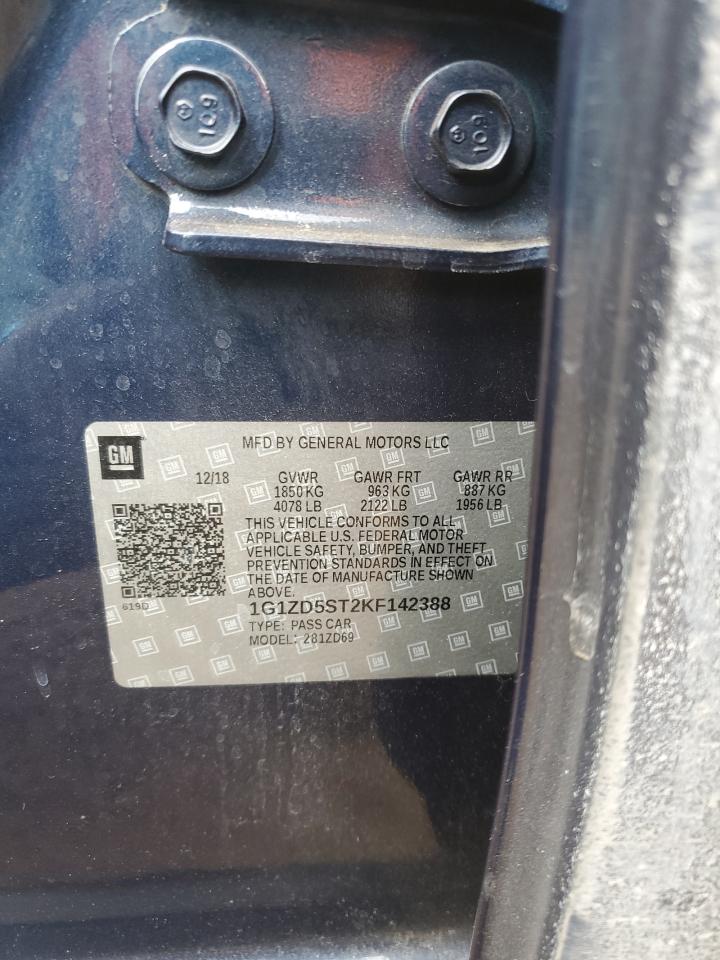 109
109
GM
MFD BY GENERAL MOTORS LLC
12/18 GVWR GAWR FRT GAWR RR
1850 KG 963 KG 887 KG
4078 LB 2122 LB 1956 LB
THIS VEHICLE CONFORMS TO ALL
APPLICABLE U.S. FEDERAL MOTOR
VEHICLE SAFETY, BUMPER, AND THEFT
PREVENTION STANDARDS IN EFFECT ON
THE DATE OF MANUFACTURE SHOWN
ABOVE.
619D
1G1ZD5ST2KF142388
TYPE: PASS CAR
MODEL: 281ZD69